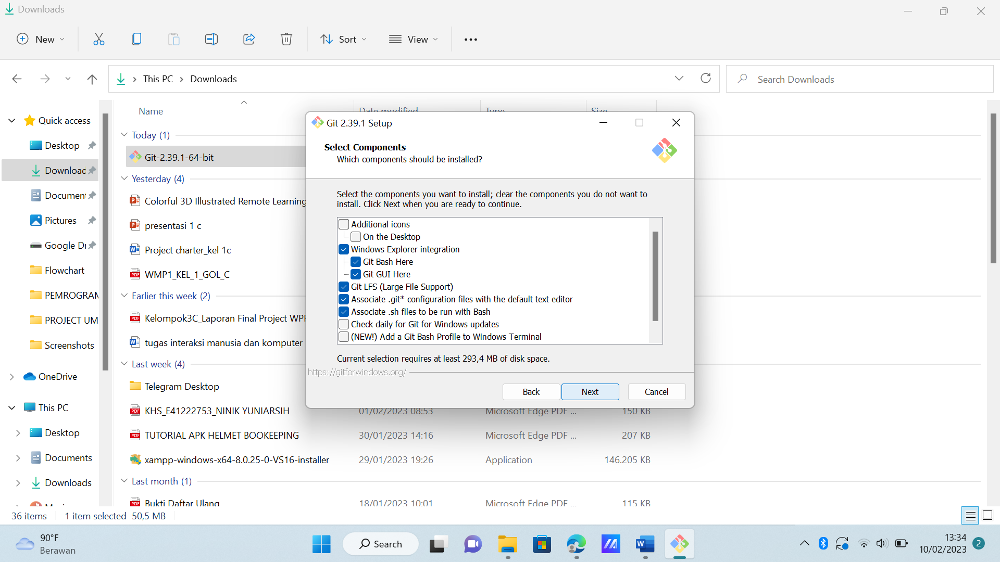 Downloads
New
Sort
View
This PC
Downloads
Search Downloads
Name
Date modified
Type
Size
Quick access
Desktop
Download
Documen
Pictures
Google Dr
Flowchart
PEMROGRAM
PROJECT UM
Screenshots
OneDrive
This PC
Desktop
Documents
Downloads
Today (1)
Git-2.39.1-64-bit
Yesterday (4)
Colorful 3D Illustrated Remote Learning
presentasi 1 c
Project charter_kel 1c
WMP1_KEL_1_GOL_C
Earlier this week (2)
Kelompok3C_Laporan Final Project WPF
tugas interaksi manusia dan komputer
Last week (4)
Telegram Desktop
KHS_E41222753_NINIK YUNIARSIH 01/02/2023 08:53 Microsoft Edge PDF ... 150 KB
TUTORIAL APK HELMET BOOKEEPING 30/01/2023 14:16 Microsoft Edge PDF ... 207 KB
xampp-windows-x64-8.0.25-0-VS16-installer 29/01/2023 19:26 Application 146.205 KB
Last month (1)
Bukti Daftar Ulang 18/01/2023 10:01 Microsoft Edge PDF ... 115 KB
Git 2.39.1 Setup
Select Components
Which components should be installed?
Select the components you want to install; clear the components you do not want to
install. Click Next when you are ready to continue.
Additional icons
On the Desktop
Windows Explorer integration
Git Bash Here
Git GUI Here
Git LFS (Large File Support)
Associate .git* configuration files with the default text editor
Associate .sh files to be run with Bash
Check daily for Git for Windows updates
(NEW!) Add a Git Bash Profile to Windows Terminal
Current selection requires at least 293,4 MB of disk space.
https://gitforwindows.org/
Back
Next
Cancel
36 items 1 item selected 50,5 MB
90°F
Berawan
Search
13:34
10/02/2023
2